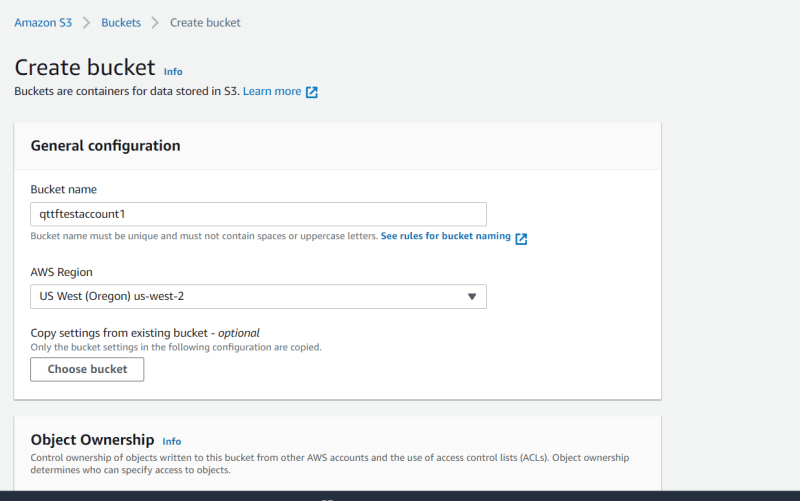 Amazon S3 > Buckets > Create bucket
Create bucket Info
Buckets are containers for data stored in S3. Learn more
General configuration
Bucket name
qttftestaccount1
Bucket name must be unique and must not contain spaces or uppercase letters. See rules for bucket naming
AWS Region
US West (Oregon) us-west-2
Copy settings from existing bucket - optional
Only the bucket settings in the following configuration are copied.
Choose bucket
Object Ownership Info
Control ownership of objects written to this bucket from other AWS accounts and the use of access control lists (ACLs). Object ownership
determines who can specify access to objects.